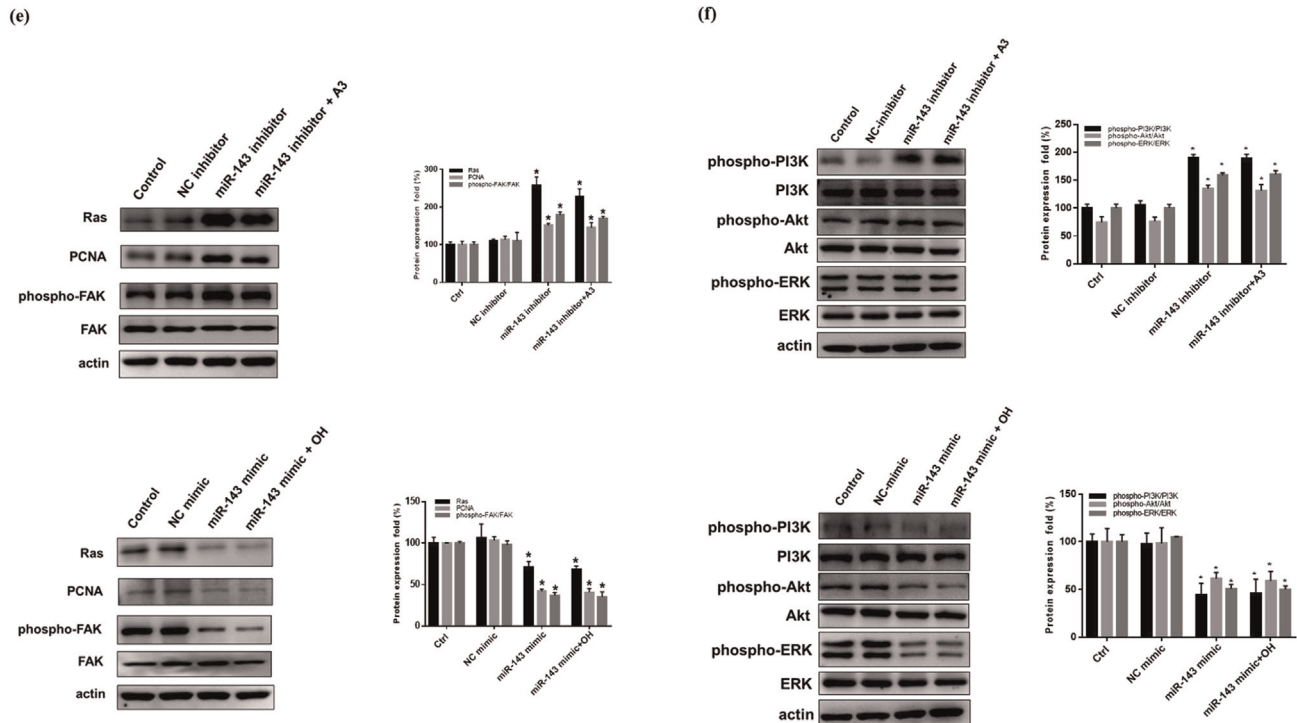 (e)
Control
NC inhibitor
miR-143 inhibitor
miR-143 inhibitor + A3
Ras
PCNA
phospho-FAK
FAK
actin
Protein expression fold (%)
300
200
100
0
Ras
PCNA
phospho-FAK/FAK
Ctrl
NC inhibitor
miR-143 inhibitor
miR-143 inhibitor+A3
* * * * * *
Control
NC mimic
miR-143 mimic
miR-143 mimic + OH
Ras
PCNA
phospho-FAK
FAK
actin
Protein expression fold (%)
150
100
50
0
Ras
PCNA
phospho-FAK/FAK
Ctrl
NC mimic
miR-143 mimic
miR-143 mimic+OH
* * * * * *
(f)
Control
NC-inhibitor
miR-143 inhibitor
miR-143 inhibitor + A3
phospho-PI3K
PI3K
phospho-Akt
Akt
phospho-ERK
ERK
actin
Protein expression fold (%)
250
200
150
100
50
0
phospho-PI3K/PI3K
phospho-Akt/Akt
phospho-ERK/ERK
Ctrl
NC inhibitor
miR-143 inhibitor
miR-143 inhibitor+A3
* * * * * *
Control
NC-mimic
miR-143 mimic
miR-143 mimic + OH
phospho-PI3K
PI3K
phospho-Akt
Akt
phospho-ERK
ERK
actin
Protein expression fold (%)
150
100
50
0
phospho-PI3K/PI3K
phospho-Akt/Akt
phospho-ERK/ERK
Ctrl
NC mimic
miR-143 mimic
miR-143 mimic+OH
* * * * * *